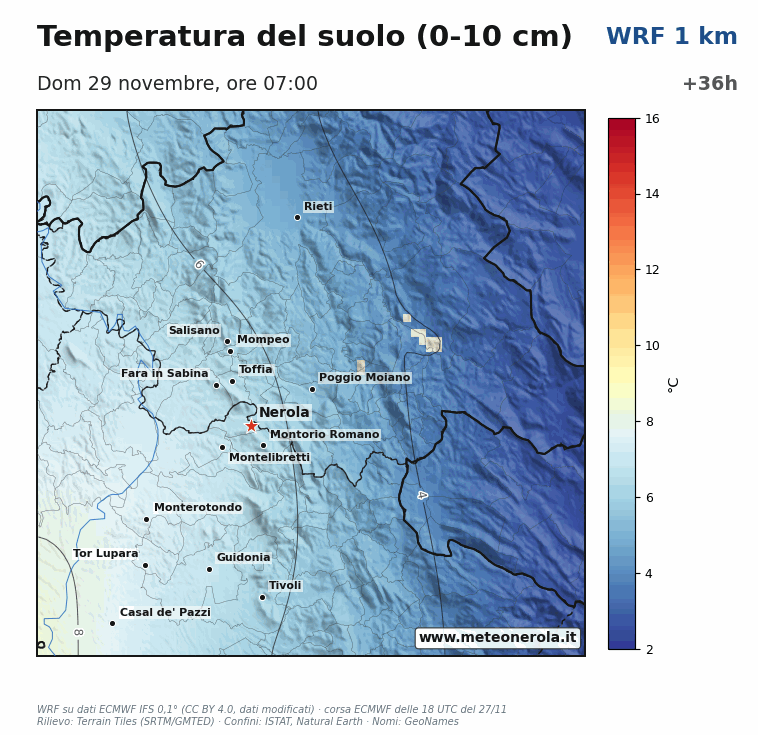 Temperatura del suolo (0-10 cm) WRF 1 km
Dom 29 novembre, ore 07:00 +36h
16
14
12
10
8
6
4
2
°C
Rieti
6
Salisano
Mompeo
Toffia
Fara in Sabina
Poggio Moiano
Nerola
Montorio Romano
Montelibretti
4
Monterotondo
Tor Lupara
Guidonia
Tivoli
Casal de' Pazzi
8
www.meteonerola.it
WRF su dati ECMWF IFS 0,1° (CC BY 4.0, dati modificati) · corsa ECMWF delle 18 UTC del 27/11
Rilievo: Terrain Tiles (SRTM/GMTED) · Confini: ISTAT, Natural Earth · Nomi: GeoNames